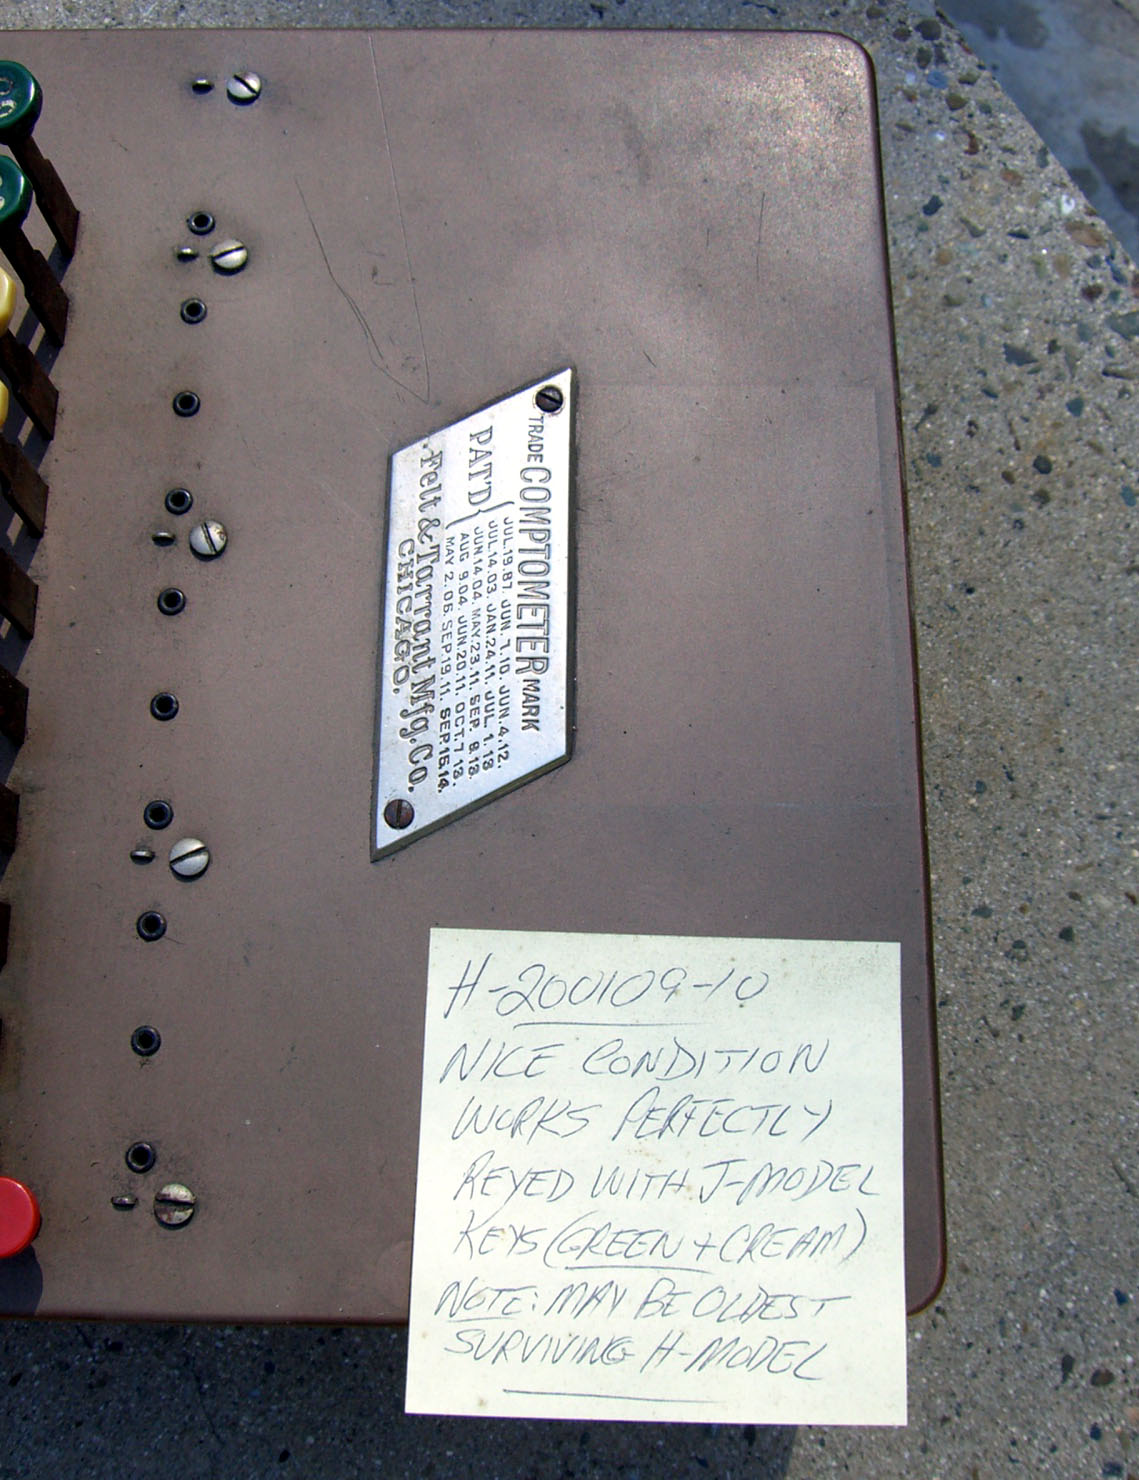 TRADE COMPTOMETER MARK
PAT'D
JUL.19.87. JUN. 7.10. JUN.4.12.
JUL.14.03. JAN.24.11. JUL. 1.13
JUN.14.04. MAY.23.11. SEP. 8.13.
AUG. 9.04. JUN.20.11. OCT.7.13.
MAY 2.05. SEP.19.11. SEP.15.14.
Felt & Tarrant Mfg. Co.
CHICAGO.
H-200109-10
NICE CONDITION
WORKS PERFECTLY
REYED WITH J-MODEL
KEYS (GREEN + CREAM)
NOTE: MAY BE OLDEST
SURVIVING H-MODEL